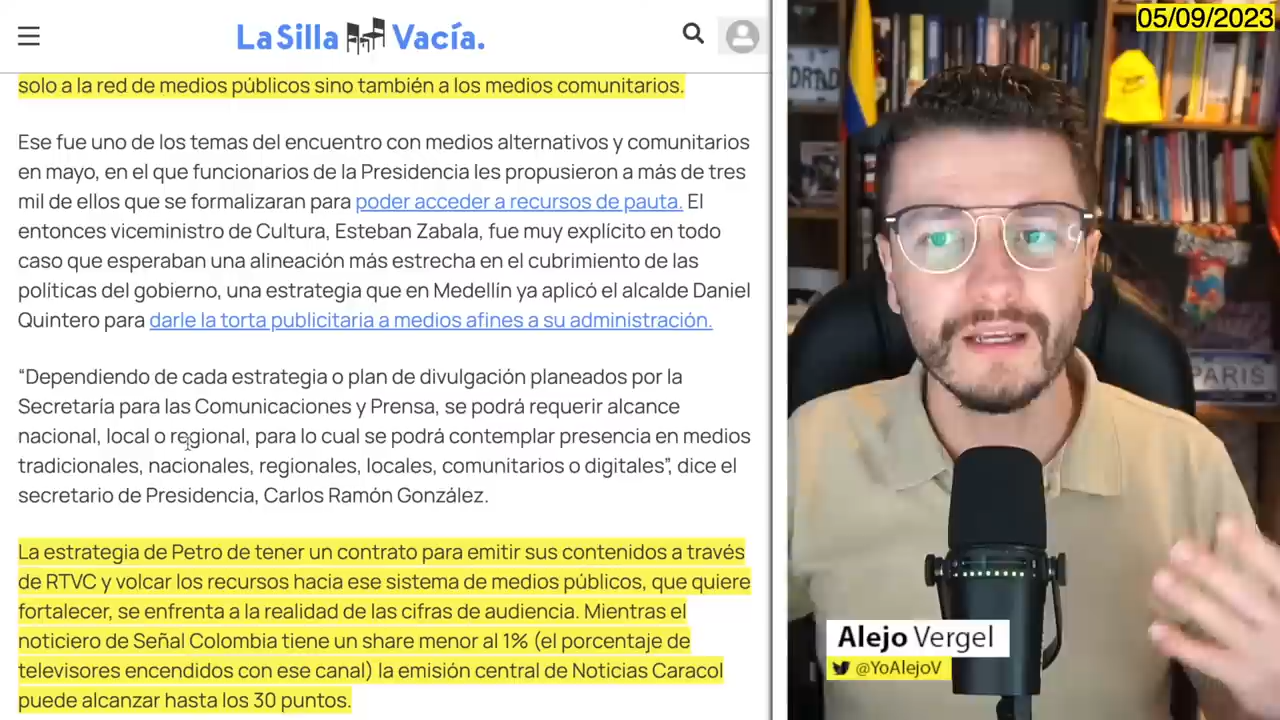 La Silla Vacía.
05/09/2023
solo a la red de medios públicos sino también a los medios comunitarios.
Ese fue uno de los temas del encuentro con medios alternativos y comunitarios
en mayo, en el que funcionarios de la Presidencia les propusieron a más de tres
mil de ellos que se formalizaran para poder acceder a recursos de pauta. El
entonces viceministro de Cultura, Esteban Zabala, fue muy explícito en todo
caso que esperaban una alineación más estrecha en el cubrimiento de las
políticas del gobierno, una estrategia que en Medellín ya aplicó el alcalde Daniel
Quintero para darle la torta publicitaria a medios afines a su administración.
“Dependiendo de cada estrategia o plan de divulgación planeados por la
Secretaría para las Comunicaciones y Prensa, se podrá requerir alcance
nacional, local o regional, para lo cual se podrá contemplar presencia en medios
tradicionales, nacionales, regionales, locales, comunitarios o digitales”, dice el
secretario de Presidencia, Carlos Ramón González.
La estrategia de Petro de tener un contrato para emitir sus contenidos a través
de RTVC y volcar los recursos hacia ese sistema de medios públicos, que quiere
fortalecer, se enfrenta a la realidad de las cifras de audiencia. Mientras el
noticiero de Señal Colombia tiene un share menor al 1% (el porcentaje de
televisores encendidos con ese canal) la emisión central de Noticias Caracol
puede alcanzar hasta los 30 puntos.
PARIS
Alejo Vergel
@YoAlejoV